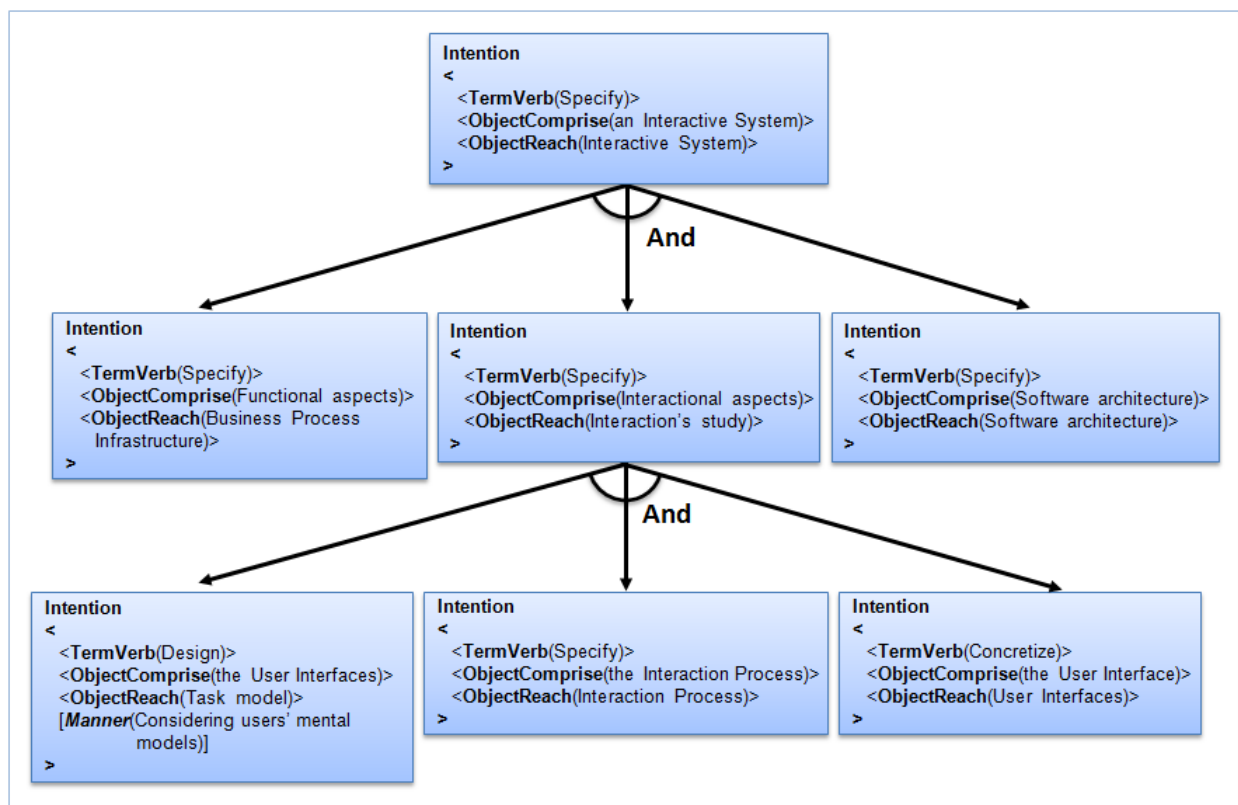 Intention
<
<TermVerb(Specify)>
<ObjectComprise(an Interactive System)>
<ObjectReach(Interactive System)>
>
And
Intention
<
<TermVerb(Specify)>
<ObjectComprise(Functional aspects)>
<ObjectReach(Business Process
Infrastructure)>
>
Intention
<
<TermVerb(Specify)>
<ObjectComprise(Interactional aspects)>
<ObjectReach(Interaction's study)>
>
Intention
<
<TermVerb(Specify)>
<ObjectComprise(Software architecture)>
<ObjectReach(Software architecture)>
>
And
Intention
<
<TermVerb(Design)>
<ObjectComprise(the User Interfaces)>
<ObjectReach(Task model)>
[Manner(Considering users' mental
models)]
>
Intention
<
<TermVerb(Specify)>
<ObjectComprise(the Interaction Process)>
<ObjectReach(Interaction Process)>
>
Intention
<
<TermVerb(Concretize)>
<ObjectComprise(the User Interface)>
<ObjectReach(User Interfaces)>
>